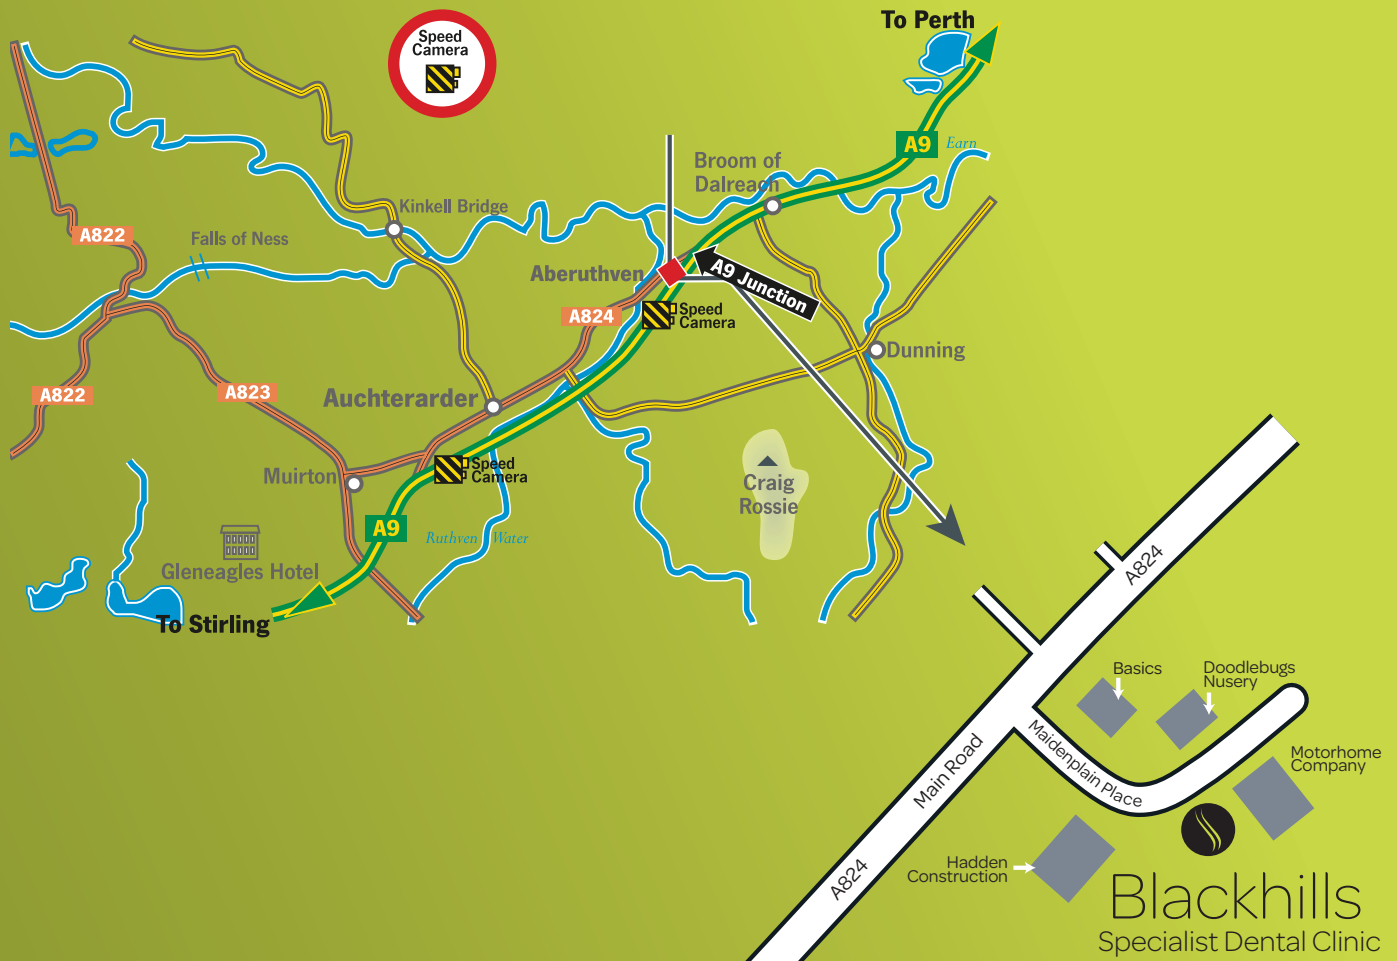 To Perth
Speed
Camera
A9
Earn
Broom of
Dalreach
Kinkell Bridge
A822
Falls of Ness
Aberuthven
A9 Junction
A824
Speed
Camera
Dunning
A822
A823
Auchterarder
Speed
Camera
Muirton
Craig
Rossie
A9
Ruthven Water
Gleneagles Hotel
To Stirling
A824
Basics
Doodlebugs
Nusery
Maidenplain Place
Main Road
Motorhome
Company
Hadden
Construction
A824
Blackhills
Specialist Dental Clinic